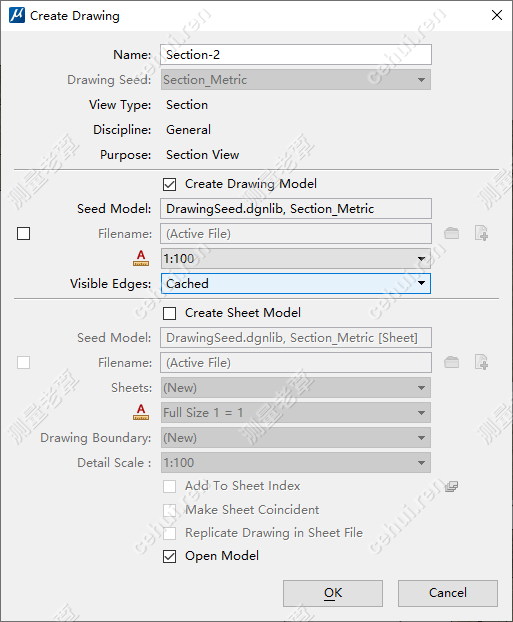 Create Drawing
Name: Section-2
Drawing Seed: Section_Metric
View Type: Section
Discipline: General
Purpose: Section View
Create Drawing Model
Seed Model: DrawingSeed.dgnlib, Section_Metric
Filename: (Active File)
A 1:100
Visible Edges: Cached
Create Sheet Model
Seed Model: DrawingSeed.dgnlib, Section_Metric [Sheet]
Filename: (Active File)
Sheets: (New)
A Full Size 1 = 1
Drawing Boundary: (New)
Detail Scale : 1:100
Add To Sheet Index
Make Sheet Coincident
Replicate Drawing in Sheet File
Open Model
OK Cancel
cehui.ren
测量老羿